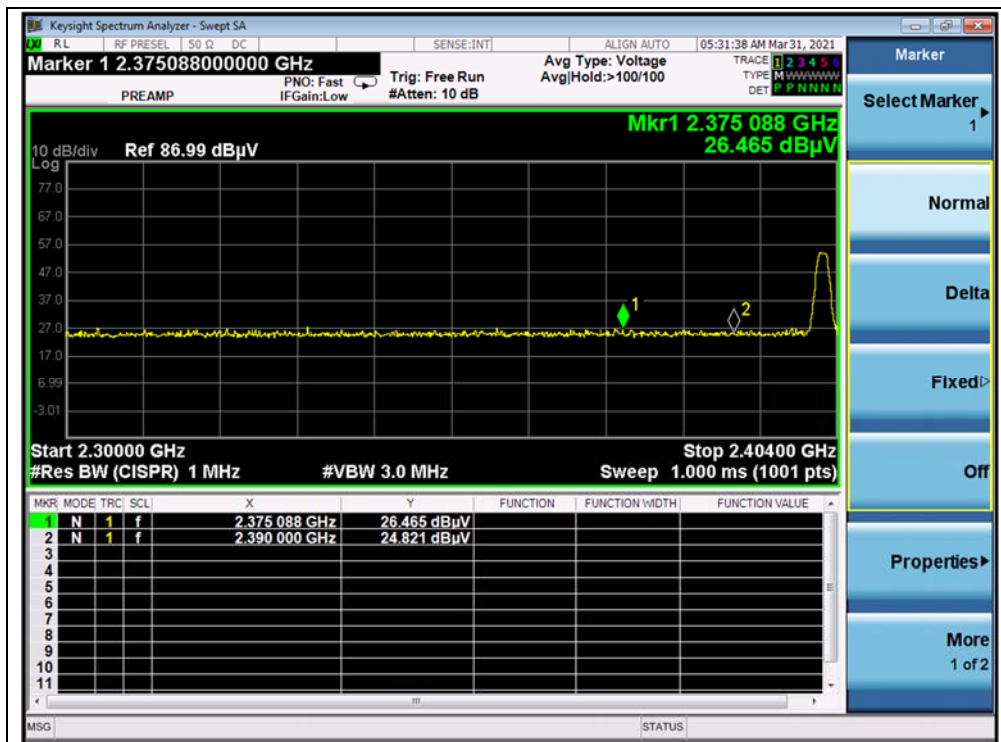 Keysight Spectrum Analyzer - Swept SA
LXI RL RF PRESEL 50 Ω DC SENSE:INT ALIGN AUTO 05:31:38 AM Mar 31, 2021
Marker 1 2.375088000000 GHz
PREAMP
PNO: Fast
IFGain:Low
Trig: Free Run
#Atten: 10 dB
Avg Type: Voltage
Avg|Hold:>100/100
TRACE 1 2 3 4 5 6
TYPE M WWWWW
DET P P N N N N
Mkr1 2.375 088 GHz
26.465 dBµV
10 dB/div Ref 86.99 dBµV
Log
77.0
67.0
57.0
47.0
37.0
27.0
17.0
6.99
-3.01
1
2
Start 2.30000 GHz Stop 2.40400 GHz
#Res BW (CISPR) 1 MHz #VBW 3.0 MHz Sweep 1.000 ms (1001 pts)
MKR MODE TRC SCL X Y FUNCTION FUNCTION WIDTH FUNCTION VALUE
1 N 1 f 2.375 088 GHz 26.465 dBµV
2 N 1 f 2.390 000 GHz 24.821 dBµV
3
4
5
6
7
8
9
10
11
MSG STATUS
Marker
Select Marker
1
Normal
Delta
Fixed
Off
Properties
More
1 of 2